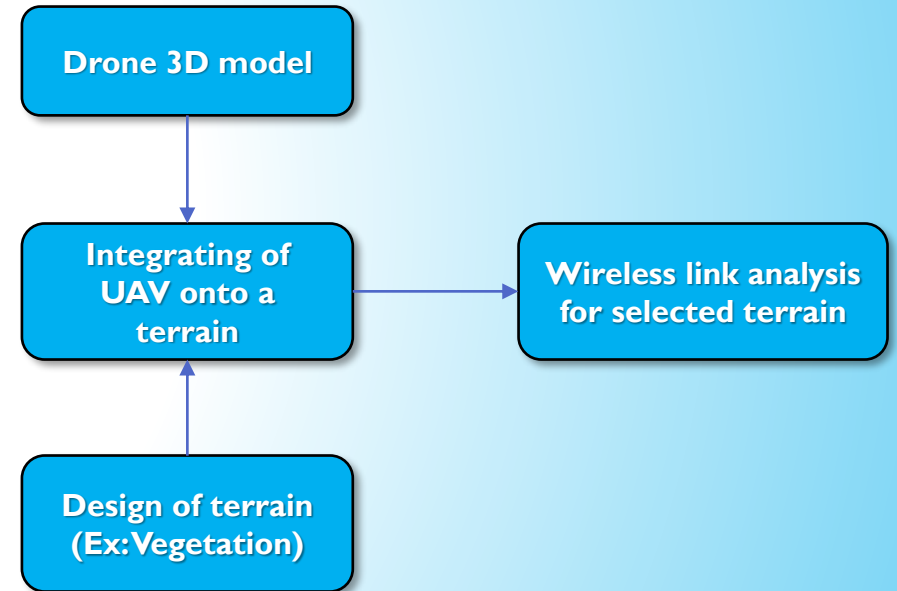 Drone 3D model
Integrating of
UAV onto a
terrain
Wireless link analysis
for selected terrain
Design of terrain
(Ex:Vegetation)